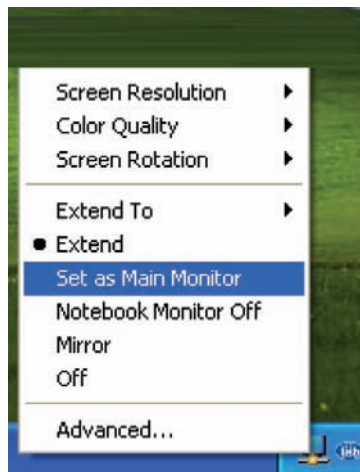 Screen Resolution
Color Quality
Screen Rotation
Extend To
Extend
Set as Main Monitor
Notebook Monitor Off
Mirror
Off
Advanced...